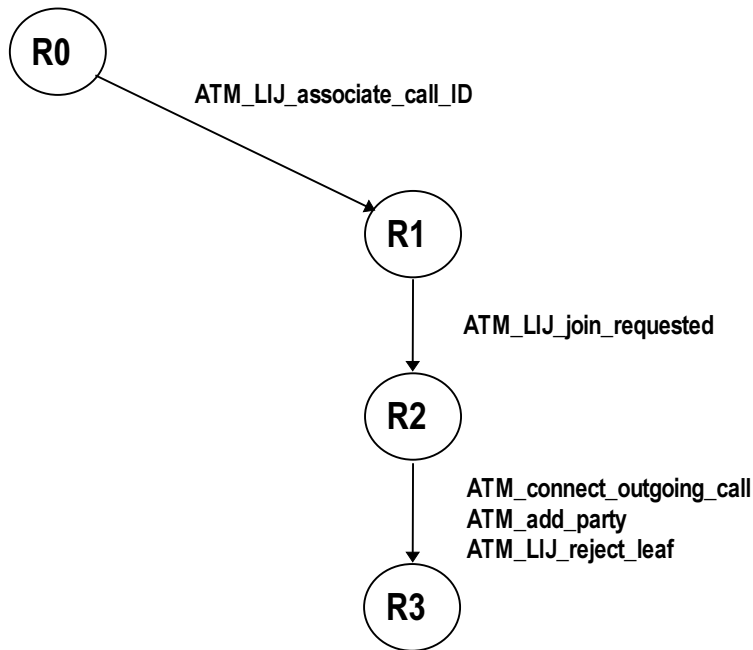 R0
ATM_LIJ_associate_call_ID
R1
ATM_LIJ_join_requested
R2
ATM_connect_outgoing_call
ATM_add_party
ATM_LIJ_reject_leaf
R3